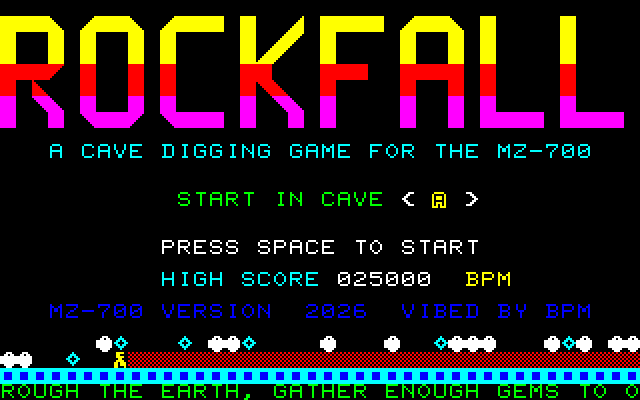 ROCKFALL
A CAVE DIGGING GAME FOR THE MZ-700
START IN CAVE < A >
PRESS SPACE TO START
HIGH SCORE 025000 BPM
MZ-700 VERSION 2026 VIBED BY BPM
ROUGH THE EARTH, GATHER ENOUGH GEMS TO O